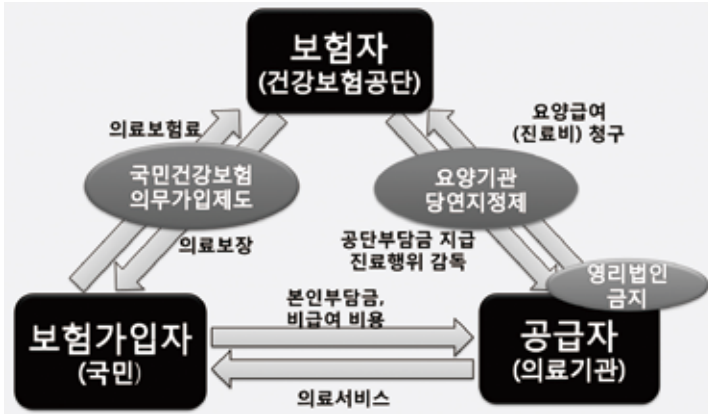 보험자
(건강보험공단)
의료보험료
요양급여
(진료비) 청구
국민건강보험
의무가입제도
요양기관
당연지정제
의료보장
공단부담금 지급
진료행위 감독
영리법인
금지
본인부담금,
비급여 비용
보험가입자
(국민)
공급자
(의료기관)
의료서비스